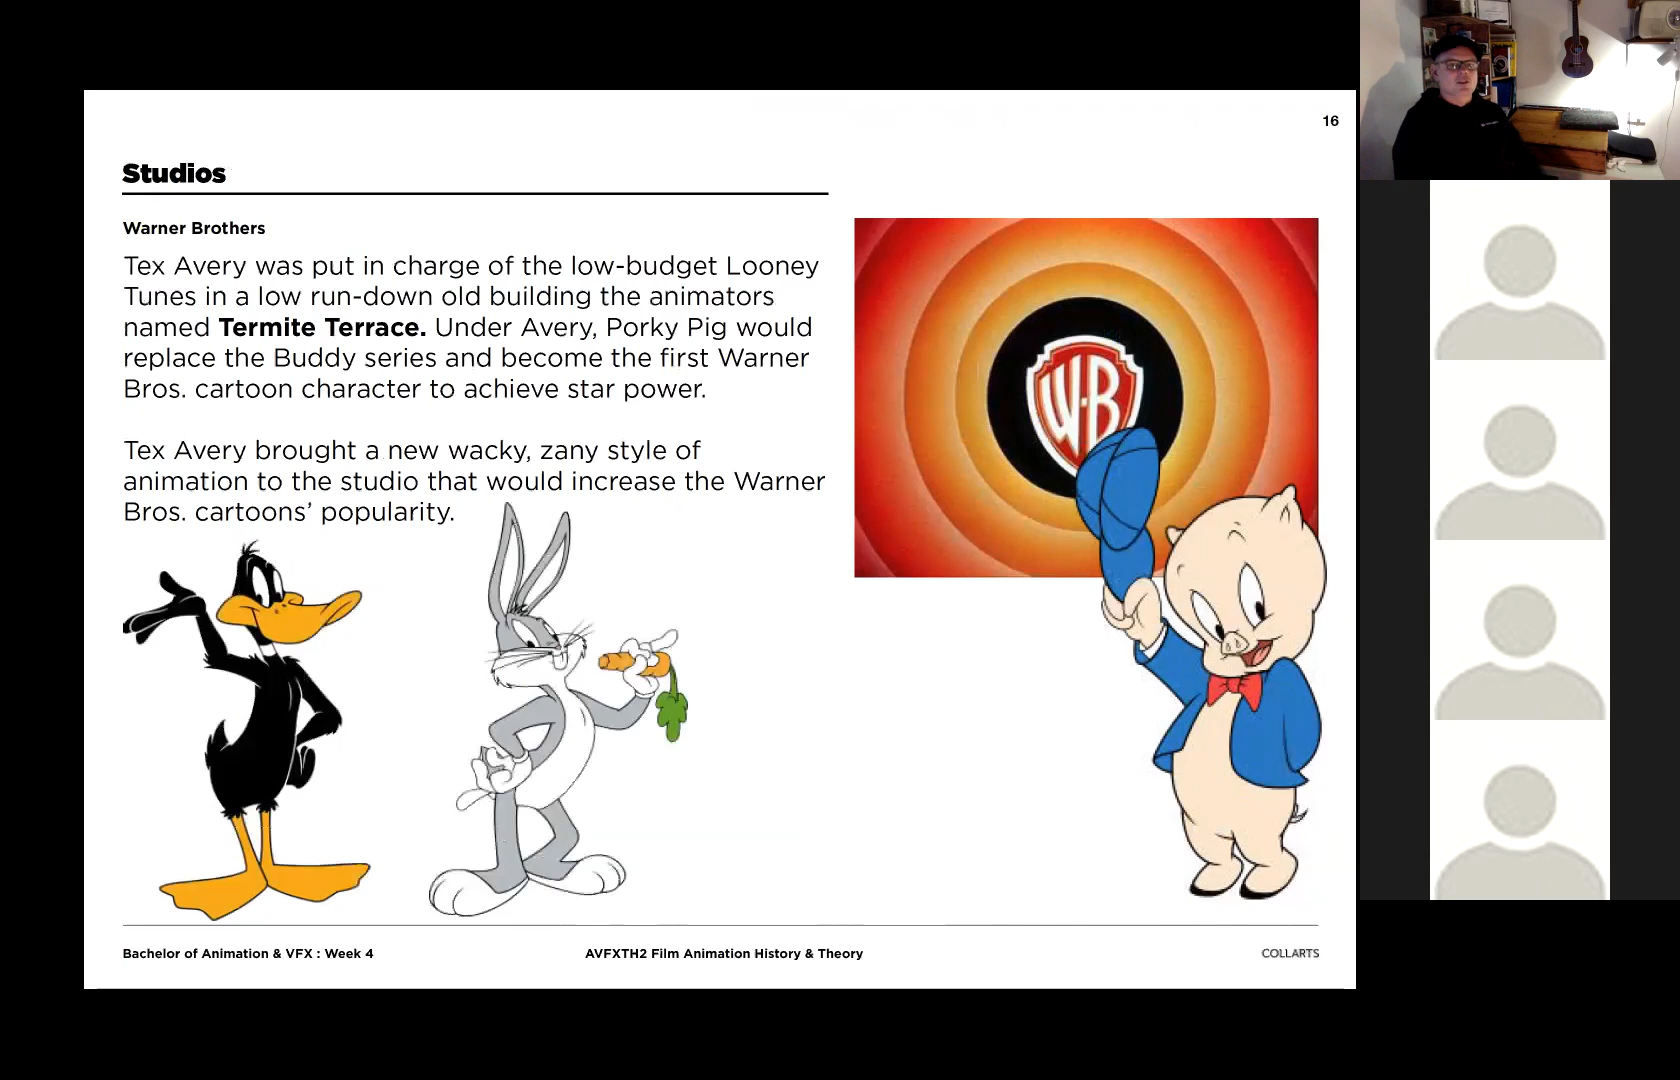 16
Studios
Warner Brothers
Tex Avery was put in charge of the low-budget Looney
Tunes in a low run-down old building the animators
named Termite Terrace. Under Avery, Porky Pig would
replace the Buddy series and become the first Warner
Bros. cartoon character to achieve star power.
Tex Avery brought a new wacky, zany style of
animation to the studio that would increase the Warner
Bros. cartoons’ popularity.
W·B
Bachelor of Animation & VFX : Week 4
AVFXTH2 Film Animation History & Theory
COLLARTS